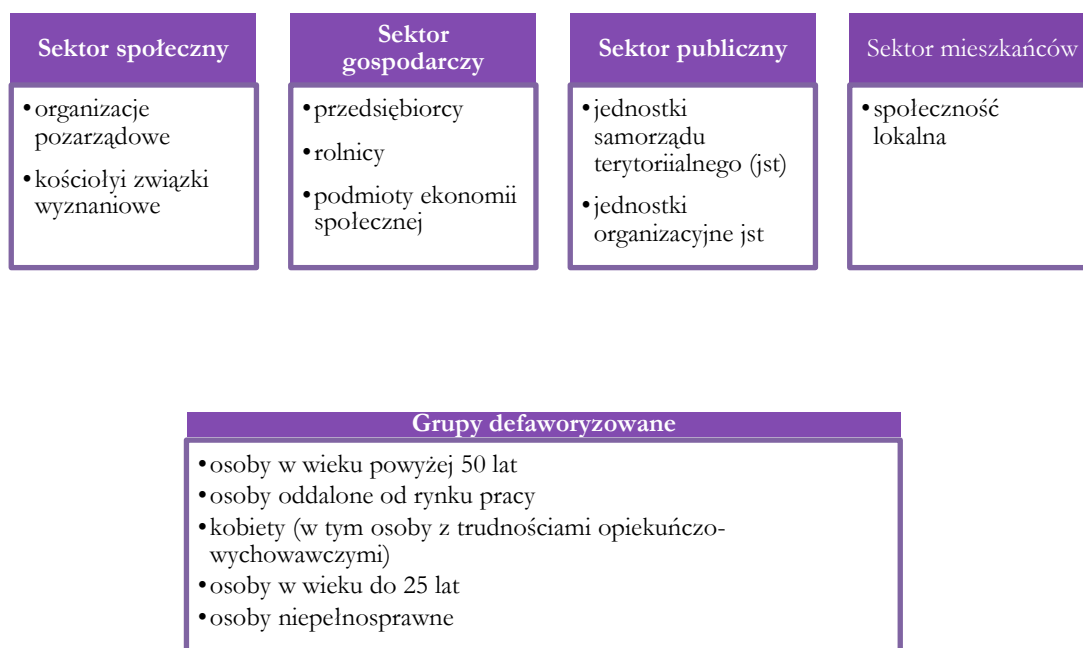 Sektor społeczny
•organizacje
pozarządowe
•kościołyi związki
wyznaniowe
Sektor
gospodarczy
•przedsiębiorcy
•rolnicy
•podmioty ekonomii
społecznej
Sektor publiczny
•jednostki
samorządu
terytoriialnego (jst)
•jednostki
organizacyjne jst
Sektor mieszkańców
•społeczność
lokalna
Grupy defaworyzowane
•osoby w wieku powyżej 50 lat
•osoby oddalone od rynku pracy
•kobiety (w tym osoby z trudnościami opiekuńczo-
wychowawczymi)
•osoby w wieku do 25 lat
•osoby niepełnosprawne